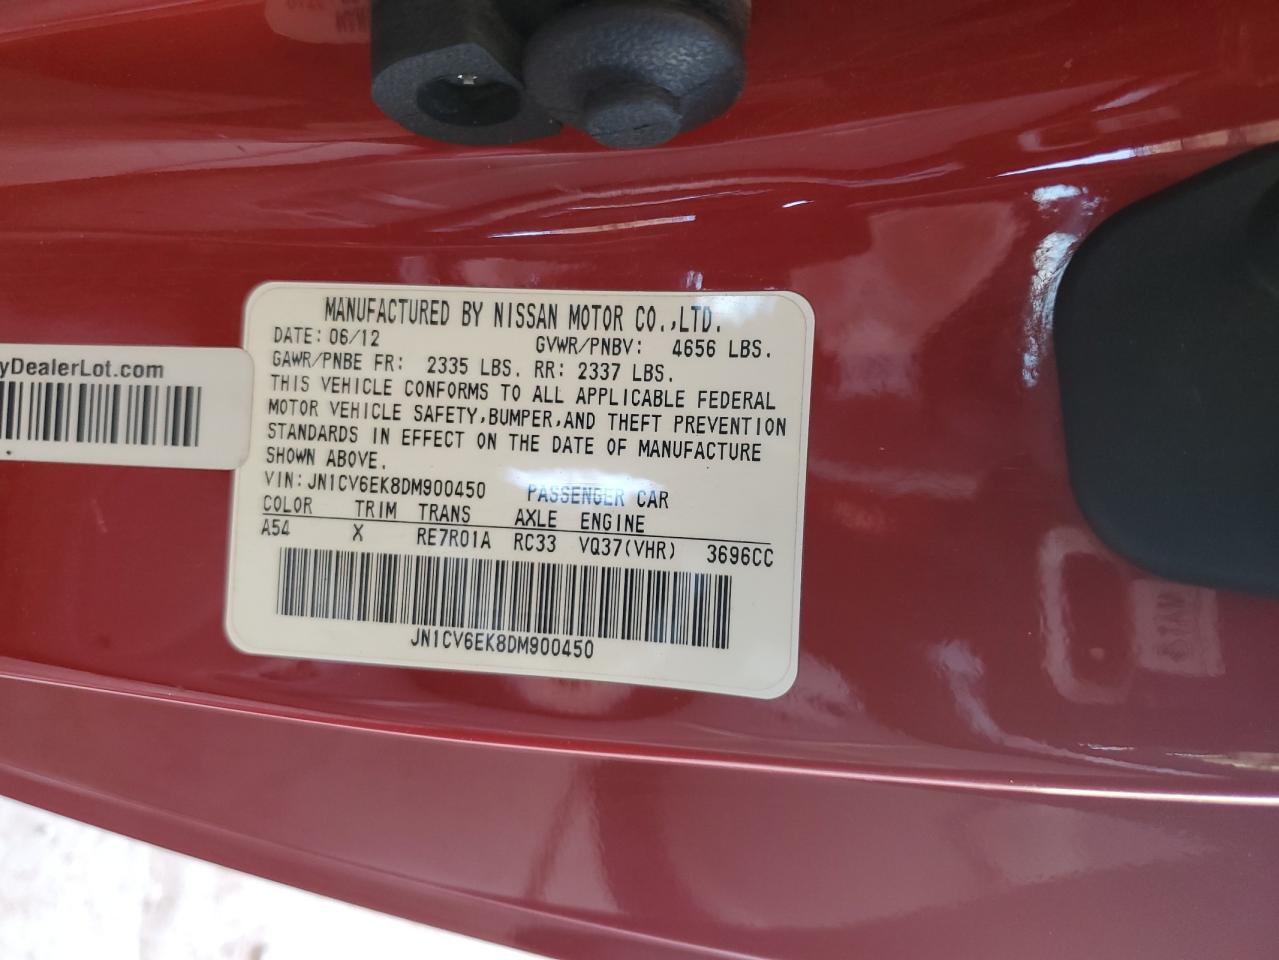 MANUFACTURED BY NISSAN MOTOR CO.,LTD.
DATE: 06/12 GVWR/PNBV: 4656 LBS.
GAWR/PNBE FR: 2335 LBS. RR: 2337 LBS.
THIS VEHICLE CONFORMS TO ALL APPLICABLE FEDERAL
MOTOR VEHICLE SAFETY,BUMPER,AND THEFT PREVENTION
STANDARDS IN EFFECT ON THE DATE OF MANUFACTURE
SHOWN ABOVE.
VIN:JN1CV6EK8DM900450 PASSENGER CAR
COLOR TRIM TRANS AXLE ENGINE
A54 X RE7R01A RC33 VQ37(VHR) 3696CC
JN1CV6EK8DM900450
yDealerLot.com